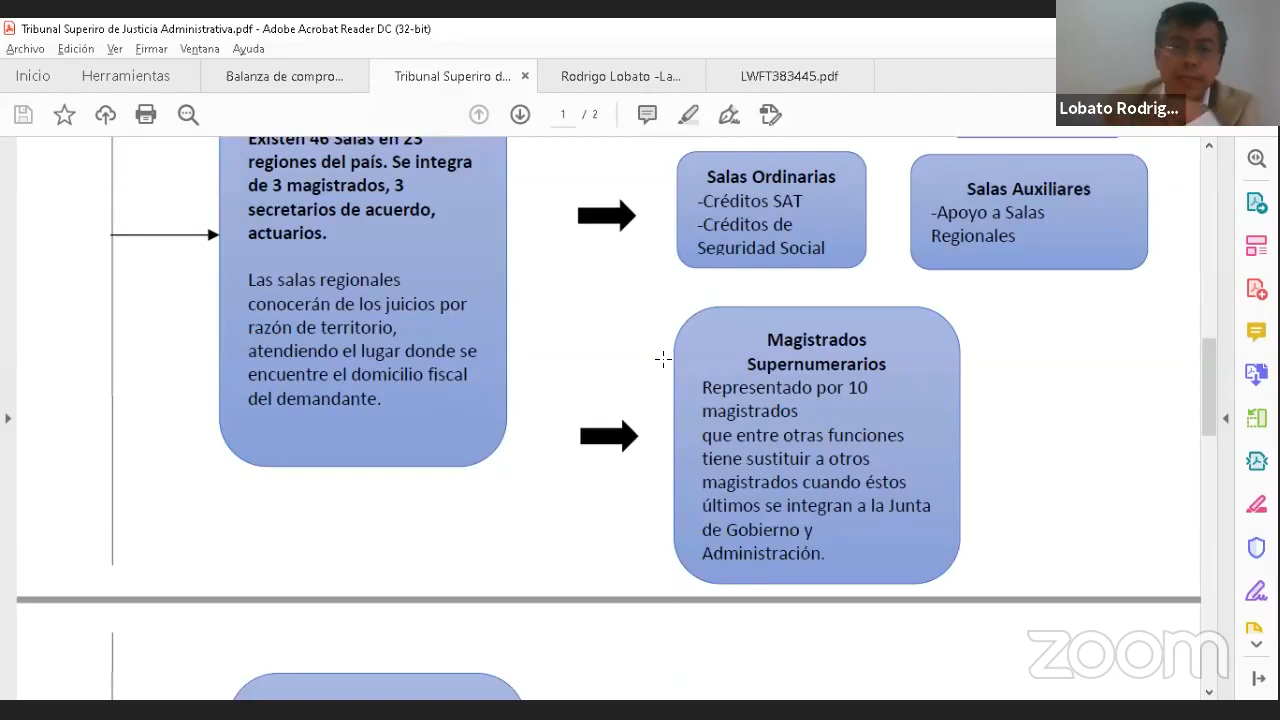 Tribunal Superiro de Justicia Administrativa.pdf - Adobe Acrobat Reader DC (32-bit)
Archivo Edición Ver Firmar Ventana Ayuda
Inicio Herramientas Balanza de compro... Tribunal Superiro d... × Rodrigo Lobato -La... LWFT383445.pdf
1 / 2
Lobato Rodrig...
Existen 46 Salas en 23
regiones del país. Se integra
de 3 magistrados, 3
secretarios de acuerdo,
actuarios.
Las salas regionales
conocerán de los juicios por
razón de territorio,
atendiendo el lugar donde se
encuentre el domicilio fiscal
del demandante.
Salas Ordinarias
-Créditos SAT
-Créditos de
Seguridad Social
Salas Auxiliares
-Apoyo a Salas
Regionales
Magistrados
Supernumerarios
Representado por 10
magistrados
que entre otras funciones
tiene sustituir a otros
magistrados cuando éstos
últimos se integran a la Junta
de Gobierno y
Administración.
zoom